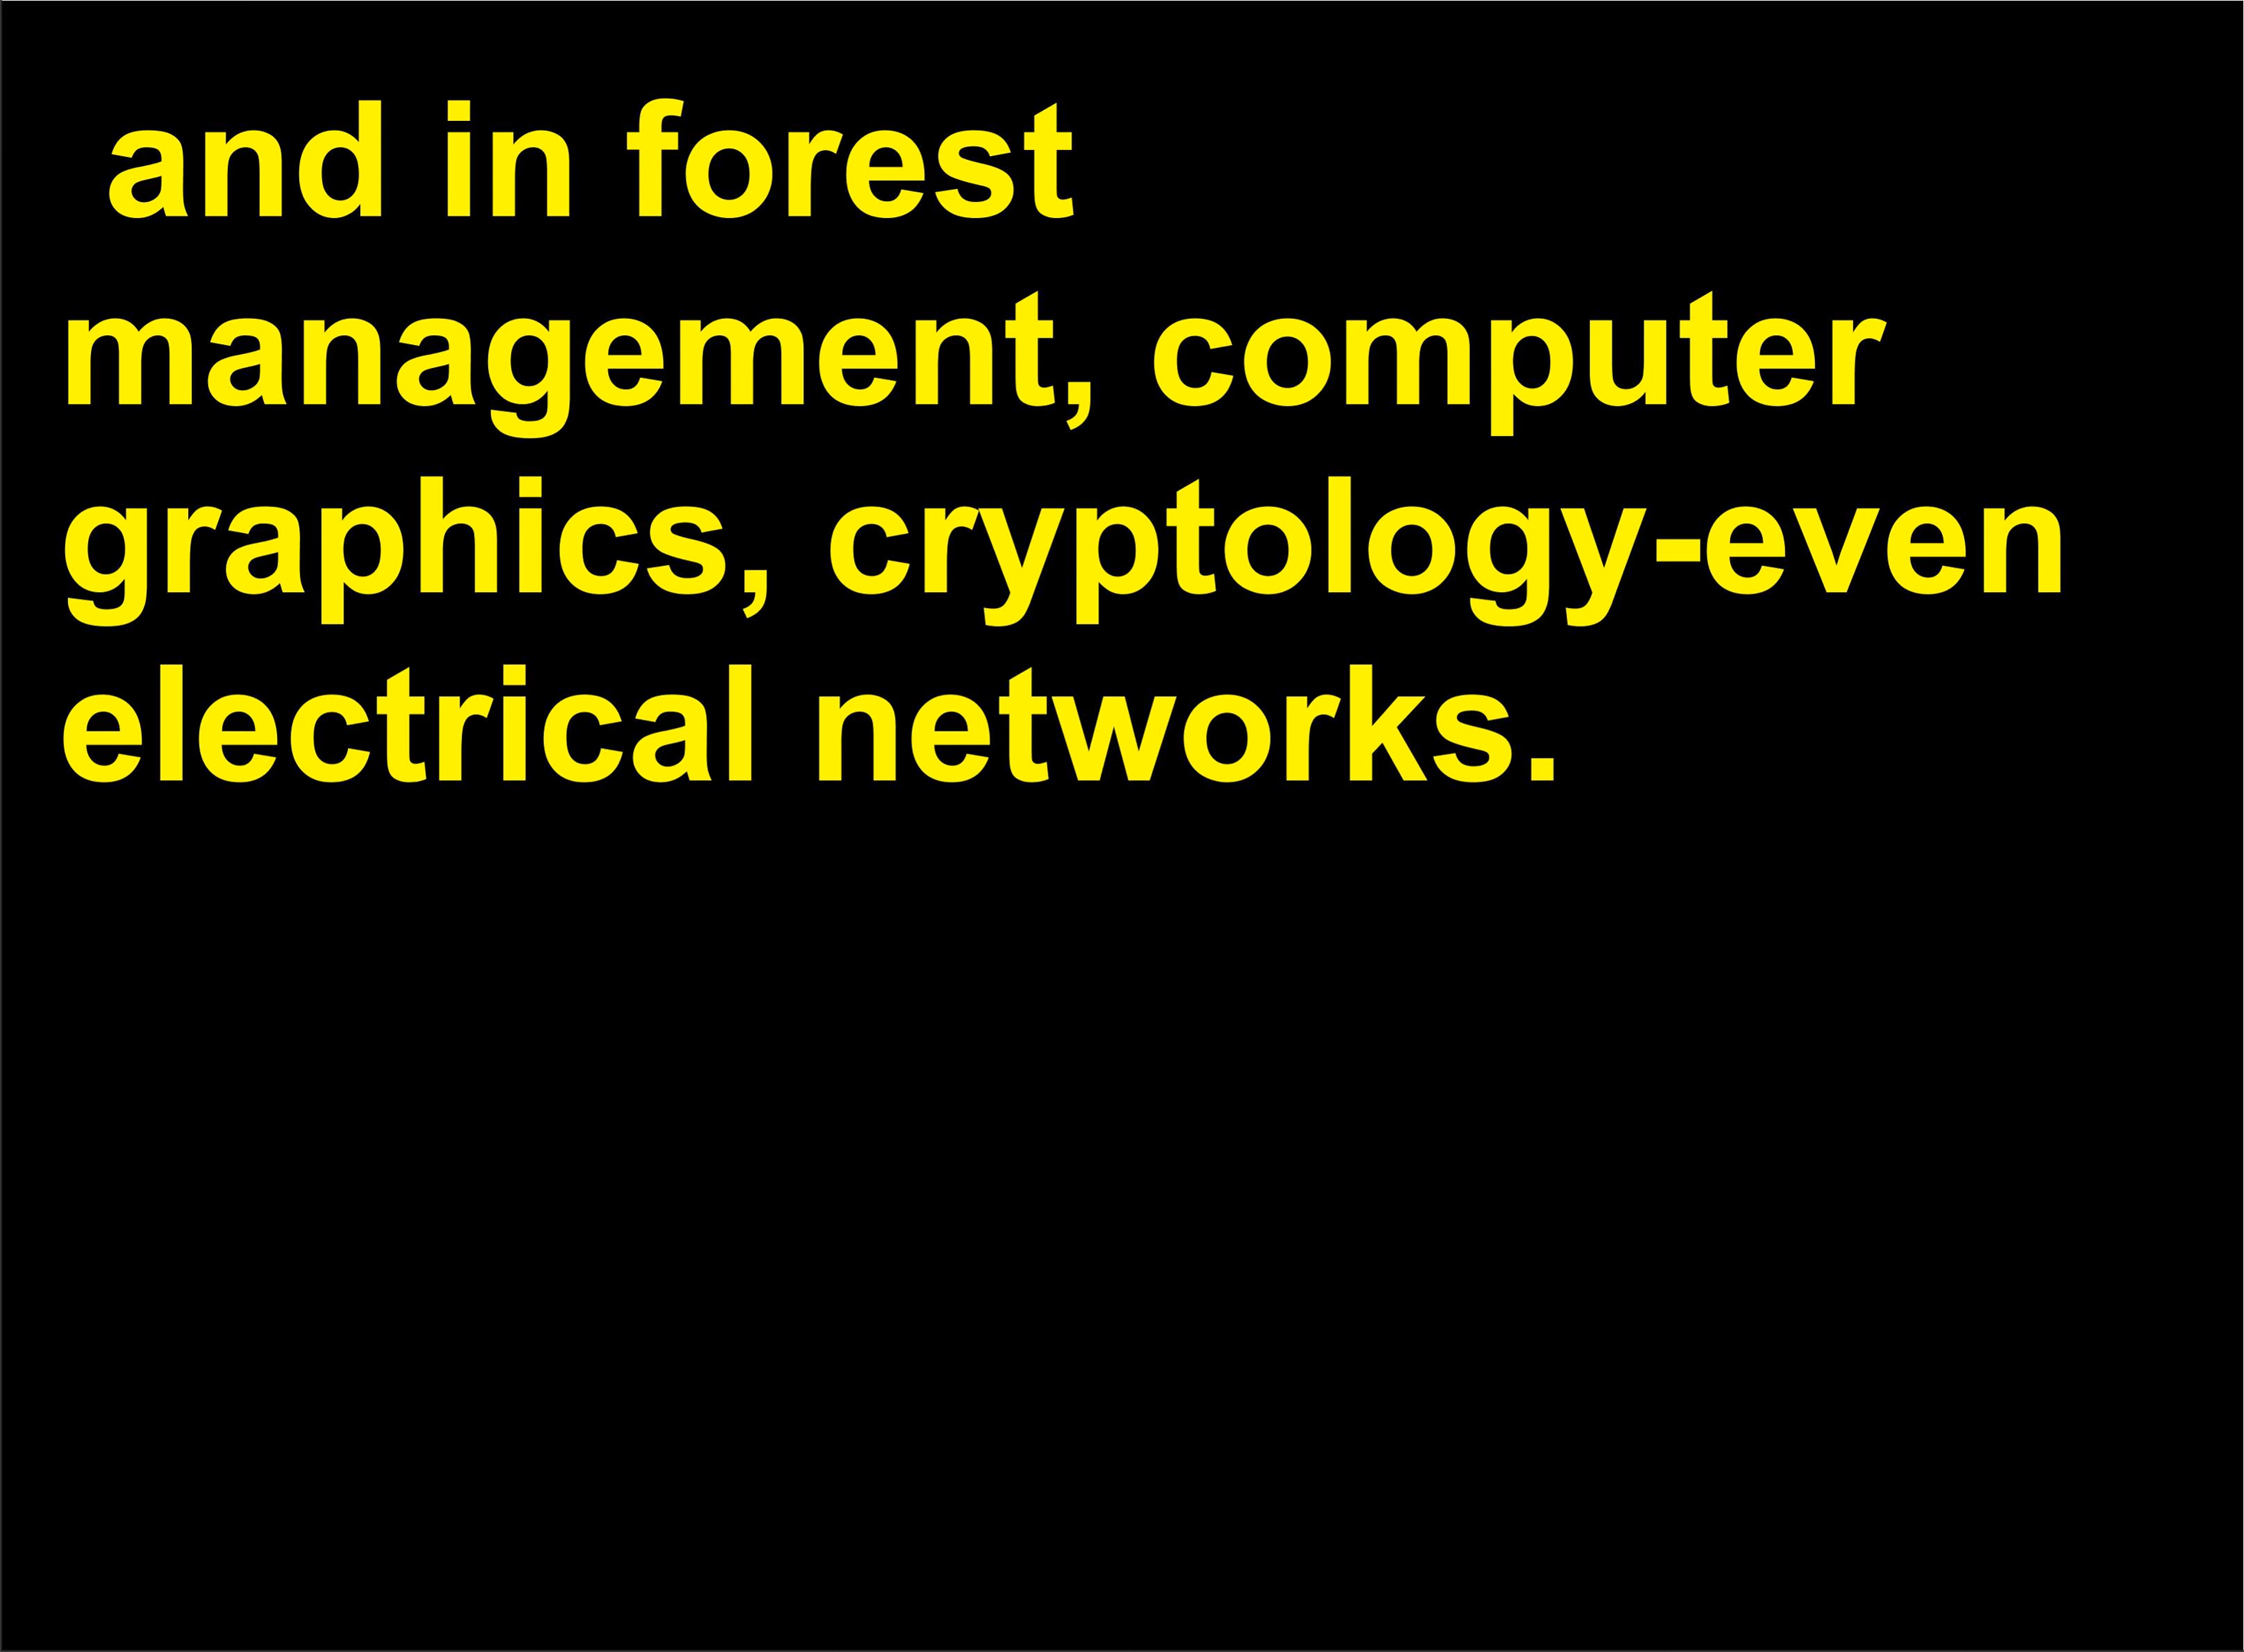 and in forest
management, computer
graphics, cryptology-even
electrical networks.